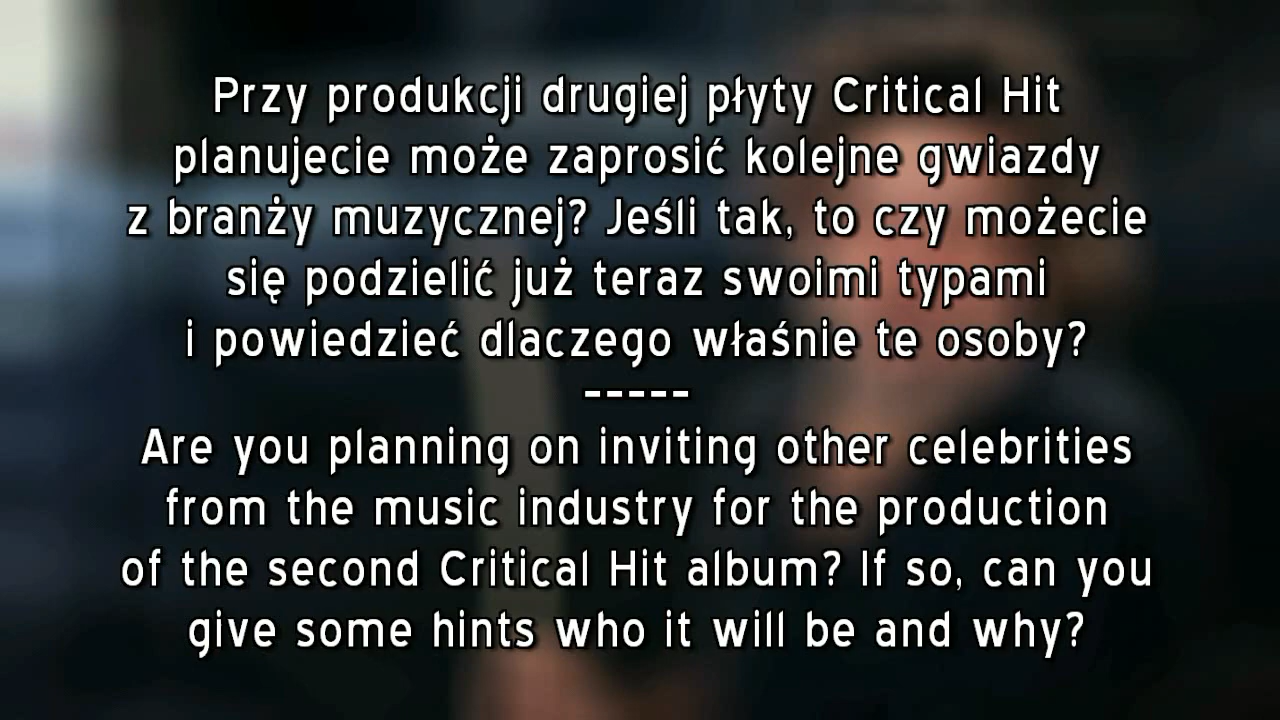 Przy produkcji drugiej płyty Critical Hit
planujecie może zaprosić kolejne gwiazdy
z branży muzycznej? Jeśli tak, to czy możecie
się podzielić już teraz swoimi typami
i powiedzieć dlaczego właśnie te osoby?
-----
Are you planning on inviting other celebrities
from the music industry for the production
of the second Critical Hit album? If so, can you
give some hints who it will be and why?